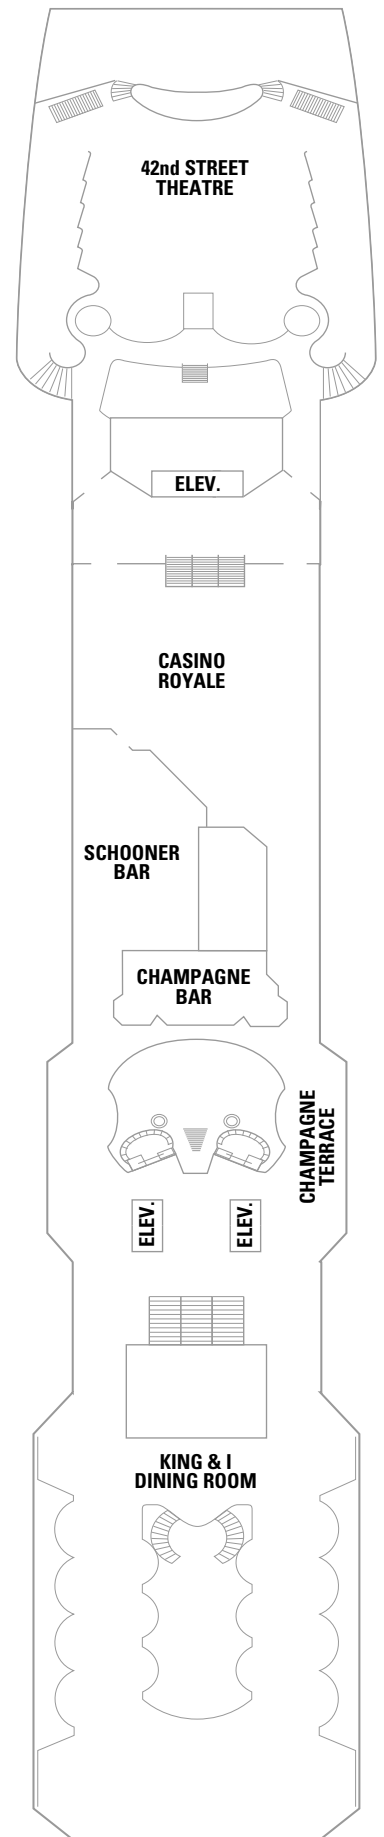 42nd STREET
THEATRE
ELEV.
CASINO
ROYALE
SCHOONER
BAR
CHAMPAGNE
BAR
CHAMPAGNE
TERRACE
ELEV.
ELEV.
KING & I
DINING ROOM